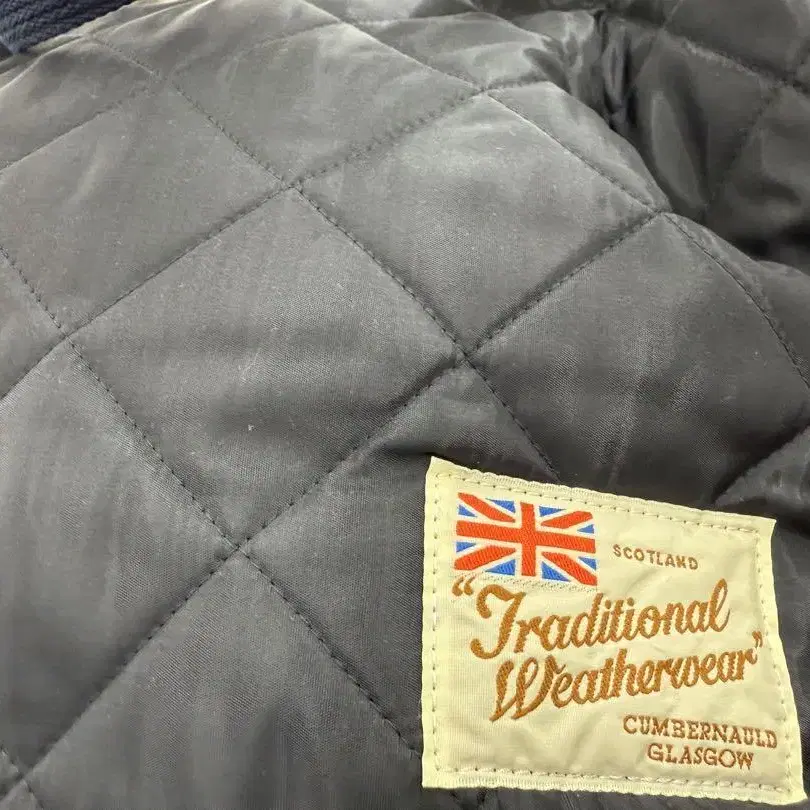 SCOTLAND
"Traditional
Weatherwear"
CUMBERNAULD
GLASGOW